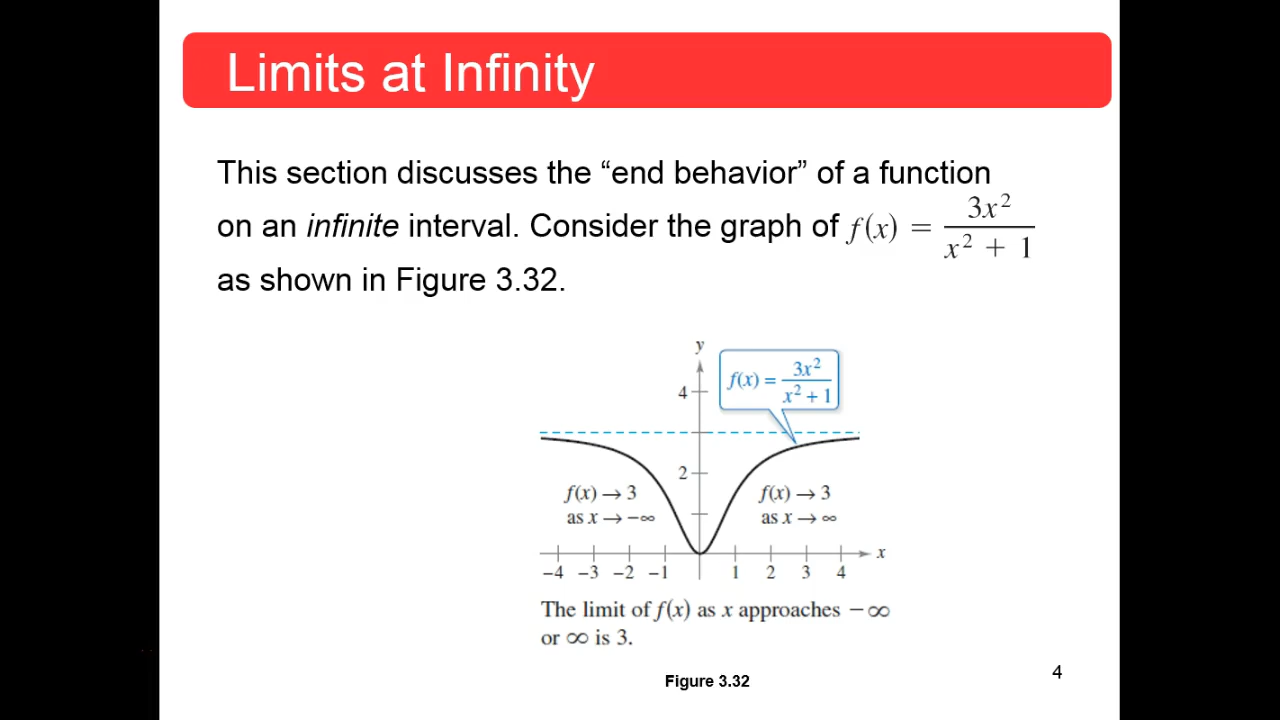 Limits at Infinity
This section discusses the “end behavior” of a function
on an infinite interval. Consider the graph of f(x) = 3x²/(x² + 1)
as shown in Figure 3.32.
y
f(x) = 3x²/(x² + 1)
4
2
f(x) → 3
as x → −∞
f(x) → 3
as x → ∞
x
−4 −3 −2 −1 1 2 3 4
The limit of f(x) as x approaches −∞
or ∞ is 3.
Figure 3.32
4